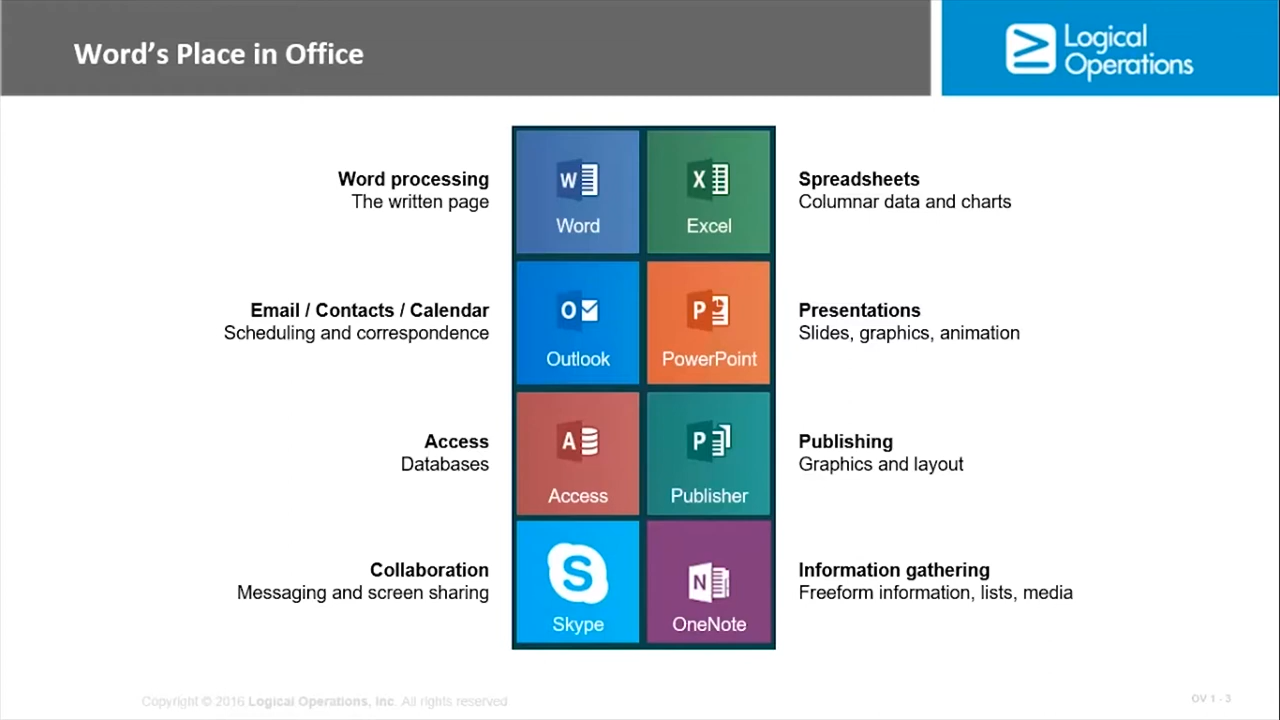 Word's Place in Office
Logical
Operations
Word processing
The written page
W
Word
X
Excel
Spreadsheets
Columnar data and charts
Email / Contacts / Calendar
Scheduling and correspondence
O
Outlook
P
PowerPoint
Presentations
Slides, graphics, animation
Access
Databases
A
Access
P
Publisher
Publishing
Graphics and layout
Collaboration
Messaging and screen sharing
S
Skype
N
OneNote
Information gathering
Freeform information, lists, media
Copyright © 2016 Logical Operations, Inc. All rights reserved
OV 1 - 3